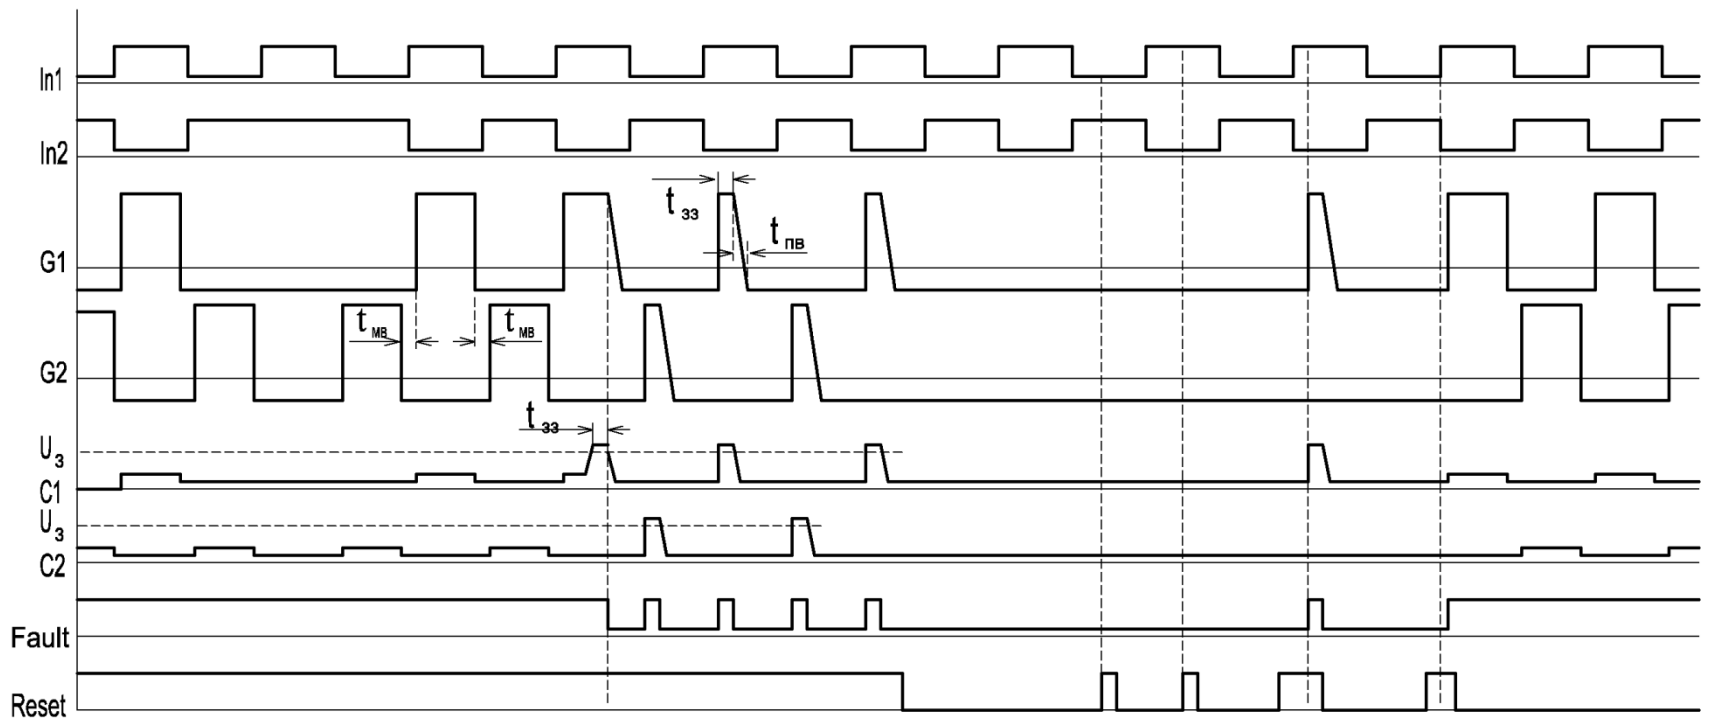 In1
In2
t зз
t пв
G1
t мв
t мв
G2
t зз
U з
C1
U з
C2
Fault
Reset